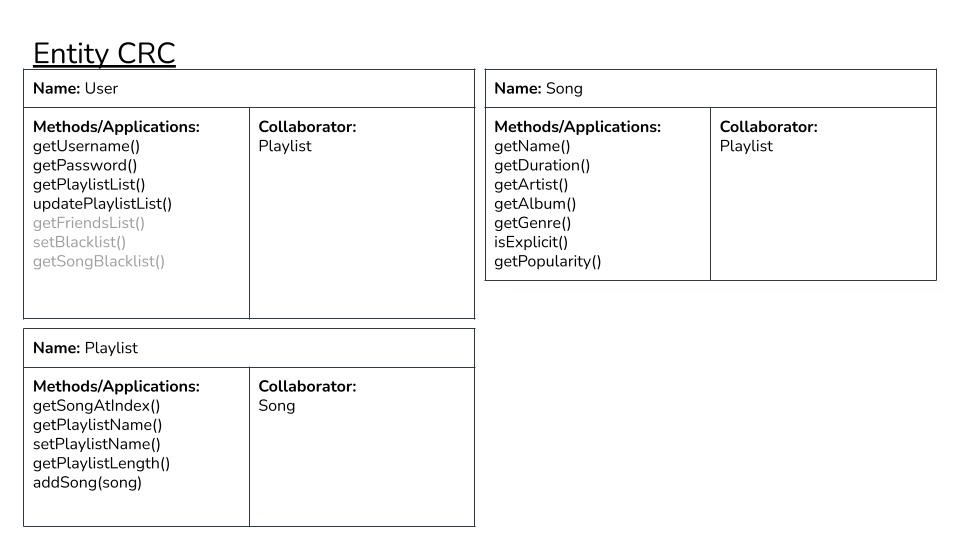 Entity CRC
Name: User
Methods/Applications:
getUsername()
getPassword()
getPlaylistList()
updatePlaylistList()
getFriendsList()
setBlacklist()
getSongBlacklist()
Collaborator:
Playlist
Name: Song
Methods/Applications:
getName()
getDuration()
getArtist()
getAlbum()
getGenre()
isExplicit()
getPopularity()
Collaborator:
Playlist
Name: Playlist
Methods/Applications:
getSongAtIndex()
getPlaylistName()
setPlaylistName()
getPlaylistLength()
addSong(song)
Collaborator:
Song